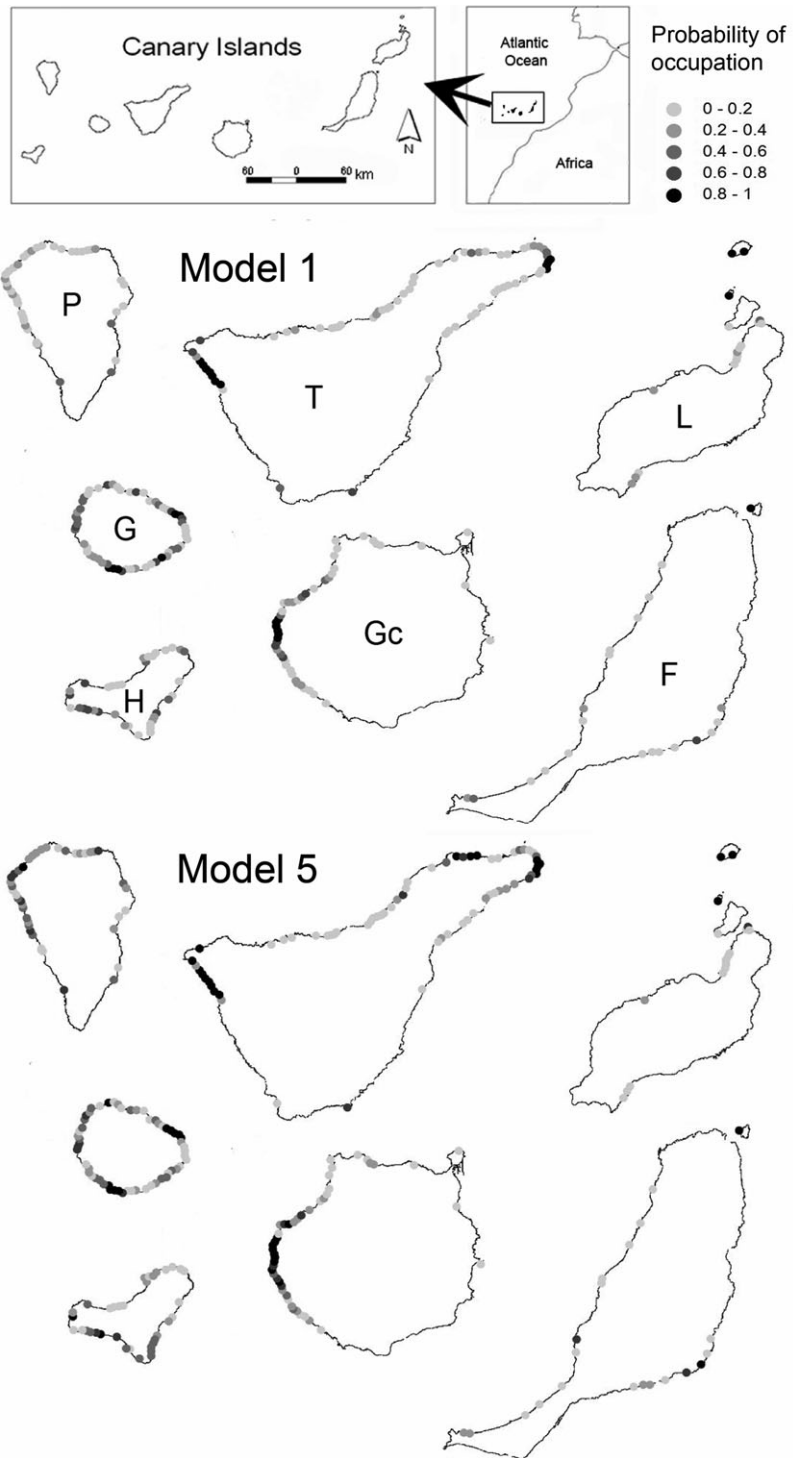 Canary Islands
N
60 0 60
km
Atlantic
Ocean
Africa
Probability of
occupation
0 - 0.2
0.2 - 0.4
0.4 - 0.6
0.6 - 0.8
0.8 - 1
Model 1
P
T
L
G
Gc
H
F
Model 5